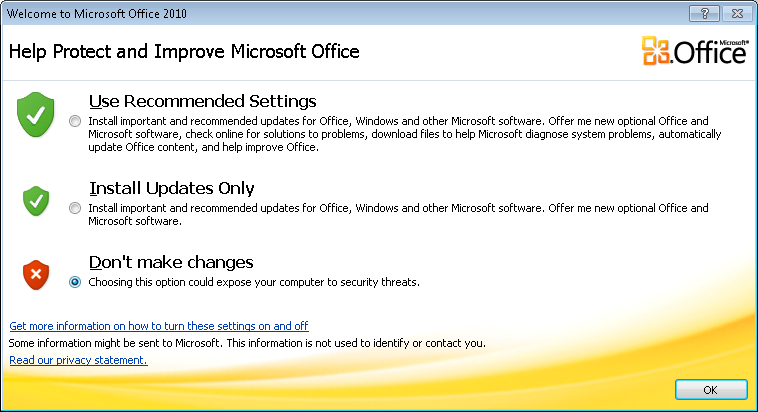 Welcome to Microsoft Office 2010
Help Protect and Improve Microsoft Office
Microsoft®
Office
Use Recommended Settings
Install important and recommended updates for Office, Windows and other Microsoft software. Offer me new optional Office and
Microsoft software, check online for solutions to problems, download files to help Microsoft diagnose system problems, automatically
update Office content, and help improve Office.
Install Updates Only
Install important and recommended updates for Office, Windows and other Microsoft software. Offer me new optional Office and
Microsoft software.
Don't make changes
Choosing this option could expose your computer to security threats.
Get more information on how to turn these settings on and off
Some information might be sent to Microsoft. This information is not used to identify or contact you.
Read our privacy statement.
OK